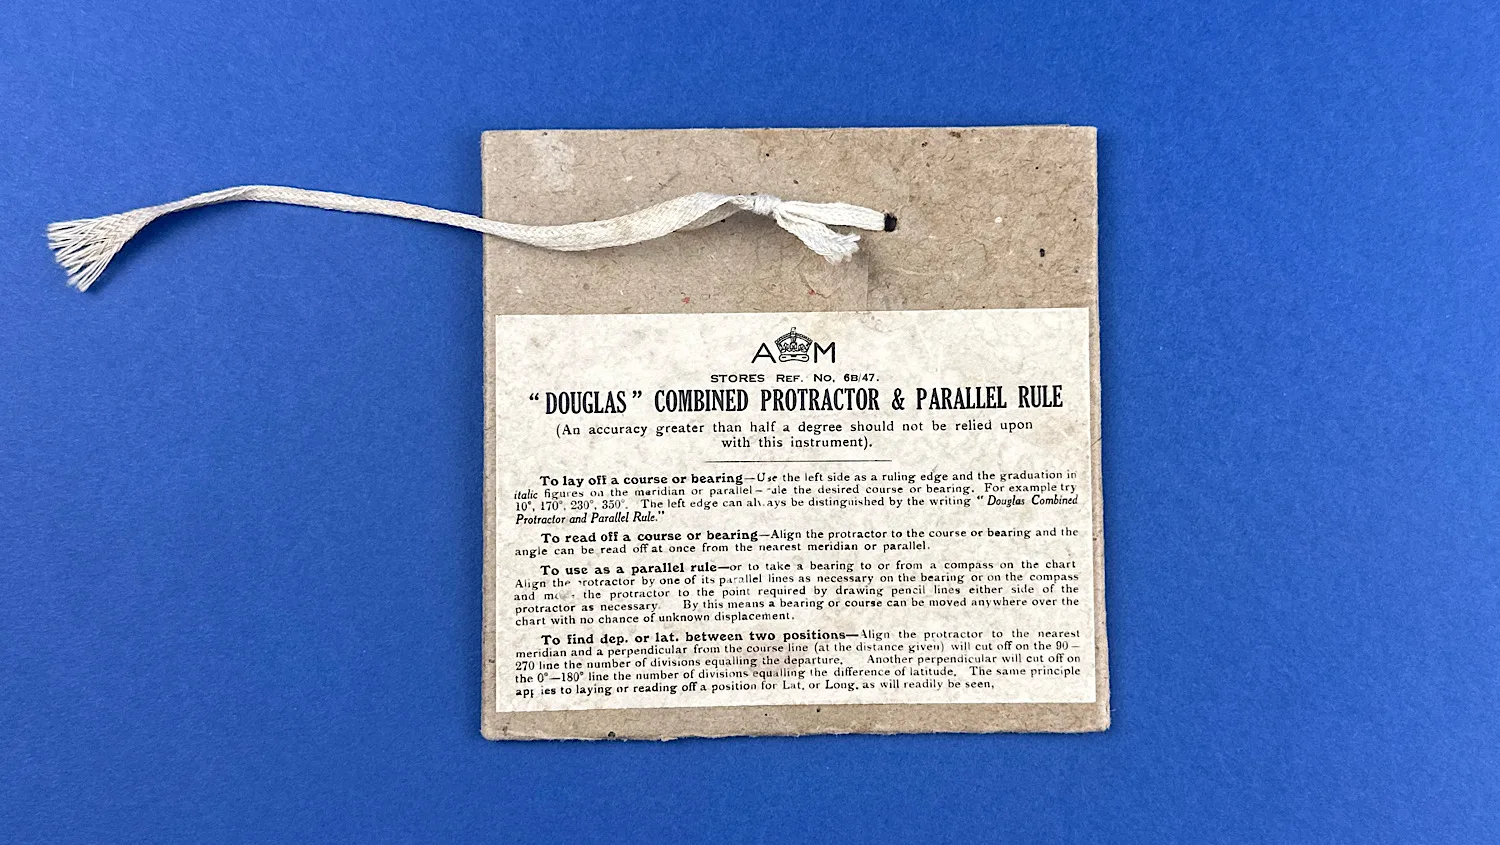 A M
STORES REF. No. 6B/47.
“DOUGLAS” COMBINED PROTRACTOR & PARALLEL RULE
(An accuracy greater than half a degree should not be relied upon
with this instrument).
To lay off a course or bearing—Use the left side as a ruling edge and the graduation in
italic figures on the meridian or parallel – the desired course or bearing. For example try
10°, 170°, 230°, 350°. The left edge can always be distinguished by the writing “Douglas Combined
Protractor and Parallel Rule.”
To read off a course or bearing—Align the protractor to the course or bearing and the
angle can be read off at once from the nearest meridian or parallel.
To use as a parallel rule—or to take a bearing to or from a compass on the chart
Align the protractor by one of its parallel lines as necessary on the bearing or on the compass
and the protractor to the point required by drawing pencil lines either side of the
protractor as necessary. By this means a bearing or course can be moved anywhere over the
chart with no chance of unknown displacement.
To find dep. or lat. between two positions—Align the protractor to the nearest
meridian and a perpendicular from the course line (at the distance given) will cut off on the 90–
270 line the number of divisions equalling the departure. Another perpendicular will cut off on
the 0°—180° line the number of divisions equalling the difference of latitude. The same principle
applies to laying or reading off a position for Lat. or Long. as will readily be seen.